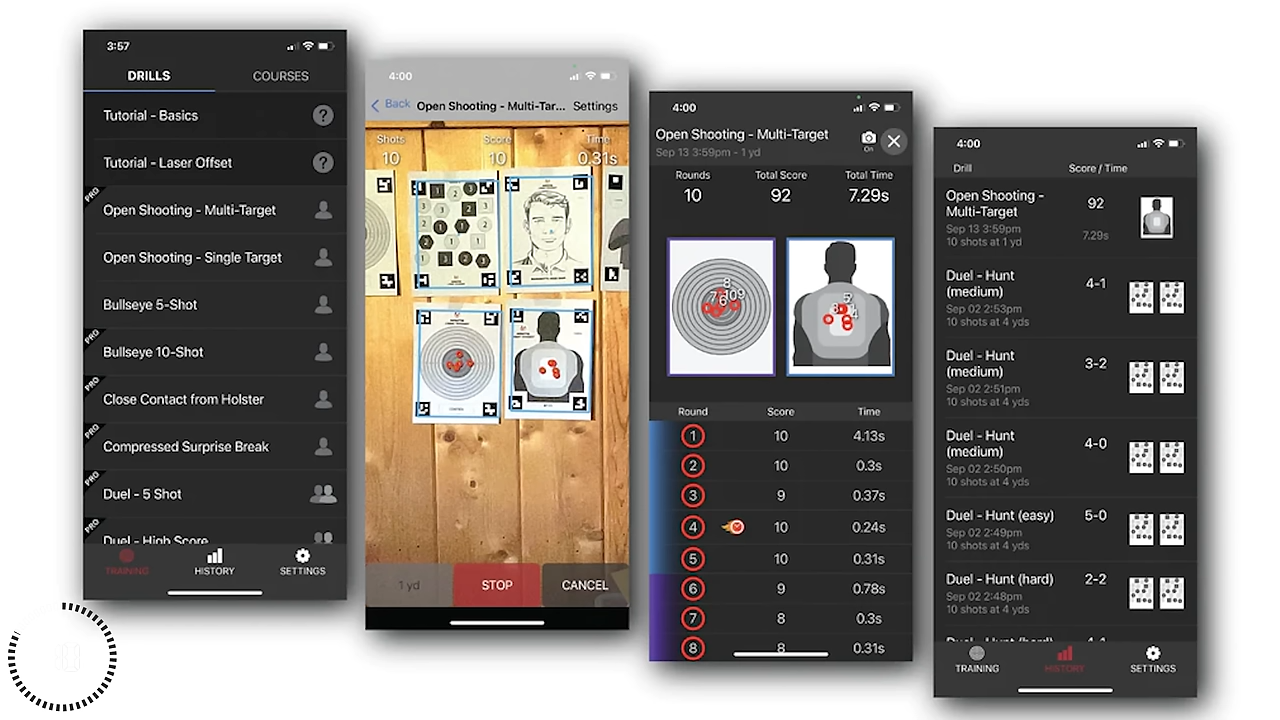 3:57
DRILLS
COURSES
Tutorial - Basics
?
Tutorial - Laser Offset
?
PRO
Open Shooting - Multi-Target
Open Shooting - Single Target
Bullseye 5-Shot
PRO
Bullseye 10-Shot
PRO
Close Contact from Holster
PRO
Compressed Surprise Break
PRO
Duel - 5 Shot
PRO
Duel - High Score
TRAINING
HISTORY
SETTINGS
4:00
Back
Open Shooting - Multi-Tar...
Settings
Shots
Score
Time
10
10
0.31s
1 yd
STOP
CANCEL
4:00
Open Shooting - Multi-Target
Sep 13 3:59pm - 1 yd
On
Rounds
Total Score
Total Time
10
92
7.29s
Round
Score
Time
1
10
4.13s
2
10
0.3s
3
9
0.37s
4
10
0.24s
5
10
0.31s
6
9
0.78s
7
8
0.3s
8
8
0.31s
4:00
Drill
Score / Time
Open Shooting -
Multi-Target
92
Sep 13 3:59pm
10 shots at 1 yd
7.29s
Duel - Hunt
(medium)
4-1
Sep 02 2:53pm
10 shots at 4 yds
Duel - Hunt
(medium)
3-2
Sep 02 2:51pm
10 shots at 4 yds
Duel - Hunt
(medium)
4-0
Sep 02 2:50pm
10 shots at 4 yds
Duel - Hunt (easy)
5-0
Sep 02 2:49pm
10 shots at 4 yds
Duel - Hunt (hard)
2-2
Sep 02 2:48pm
10 shots at 4 yds
Duel - Hunt (hard)
4-1
TRAINING
HISTORY
SETTINGS